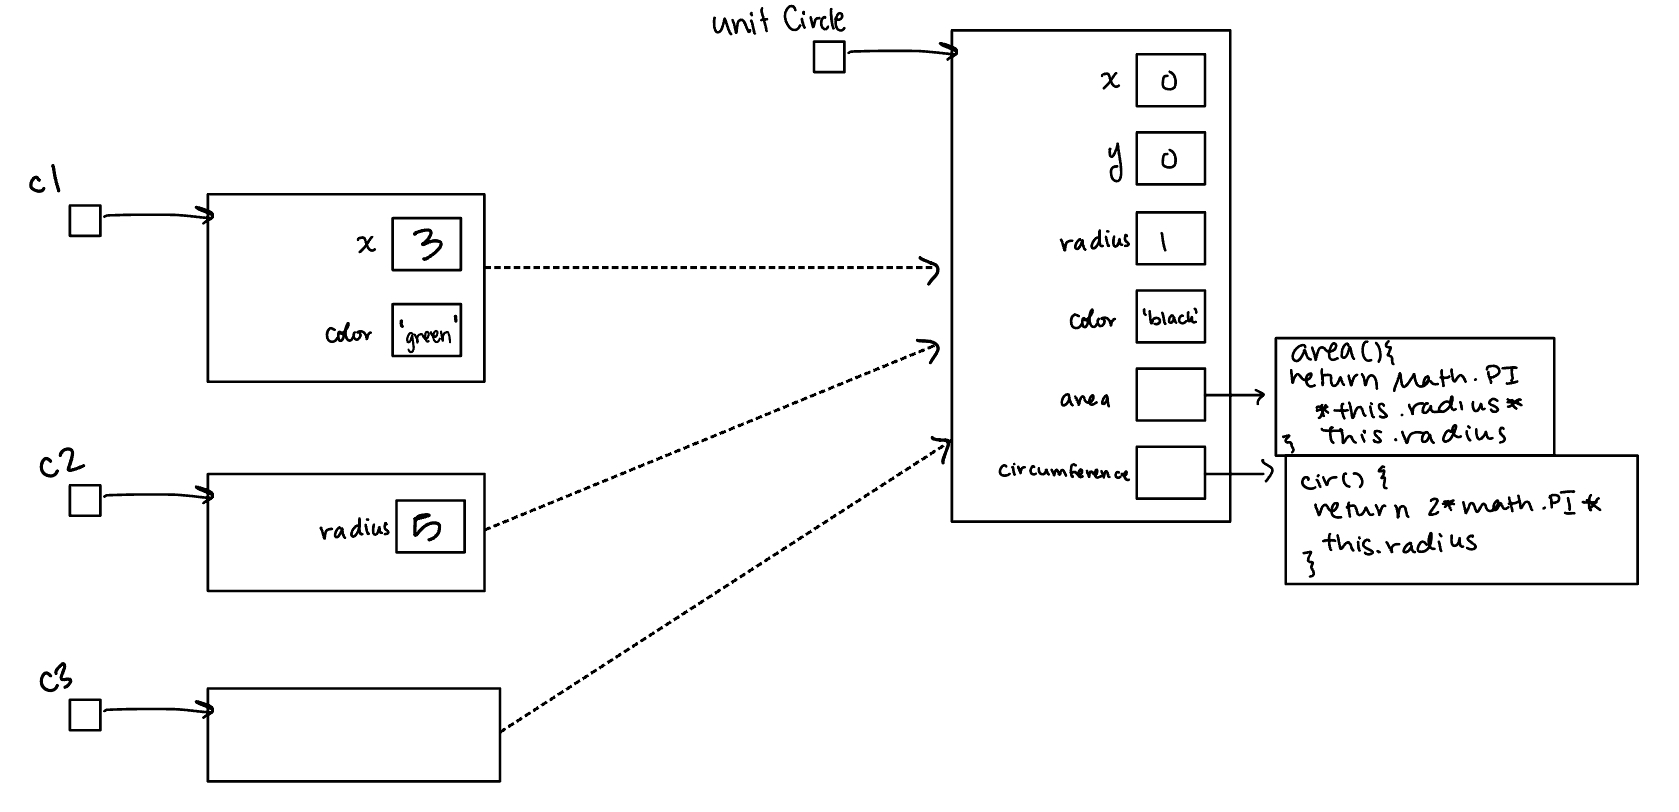 unit Circle
x 0
y 0
radius 1
color 'black'
area
circumference
c1
x 3
color 'green'
c2
radius 5
c3
area(){
return Math.PI
*this.radius*
} this.radius
cir() {
return 2*math.PI*
this.radius
}